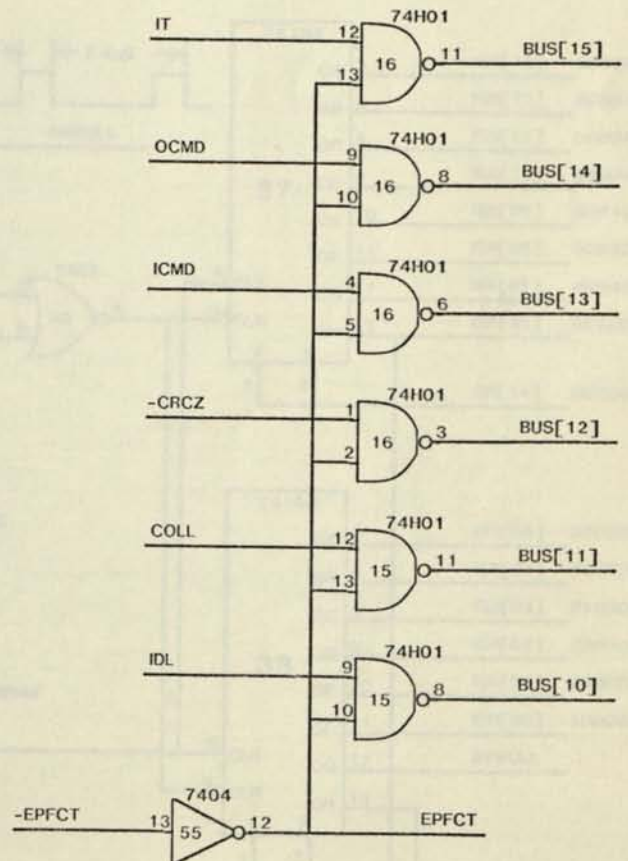 IT
12
74H01
16
11
BUS[15]
13
OCMD
9
74H01
16
8
BUS[14]
10
ICMD
4
74H01
16
6
BUS[13]
5
-CRCZ
1
74H01
16
3
BUS[12]
2
COLL
12
74H01
15
11
BUS[11]
13
IDL
9
74H01
15
8
BUS[10]
10
-EPFCT
13
7404
55
12
EPFCT